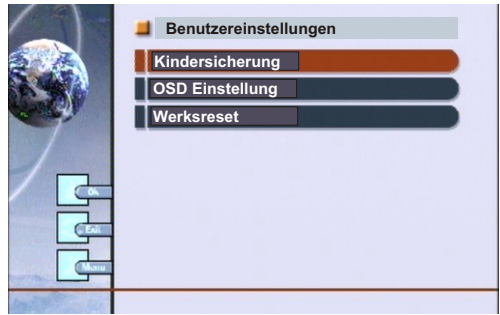 Benutzereinstellungen
Kindersicherung
OSD Einstellung
Werksreset
Ok
Exit
Menu